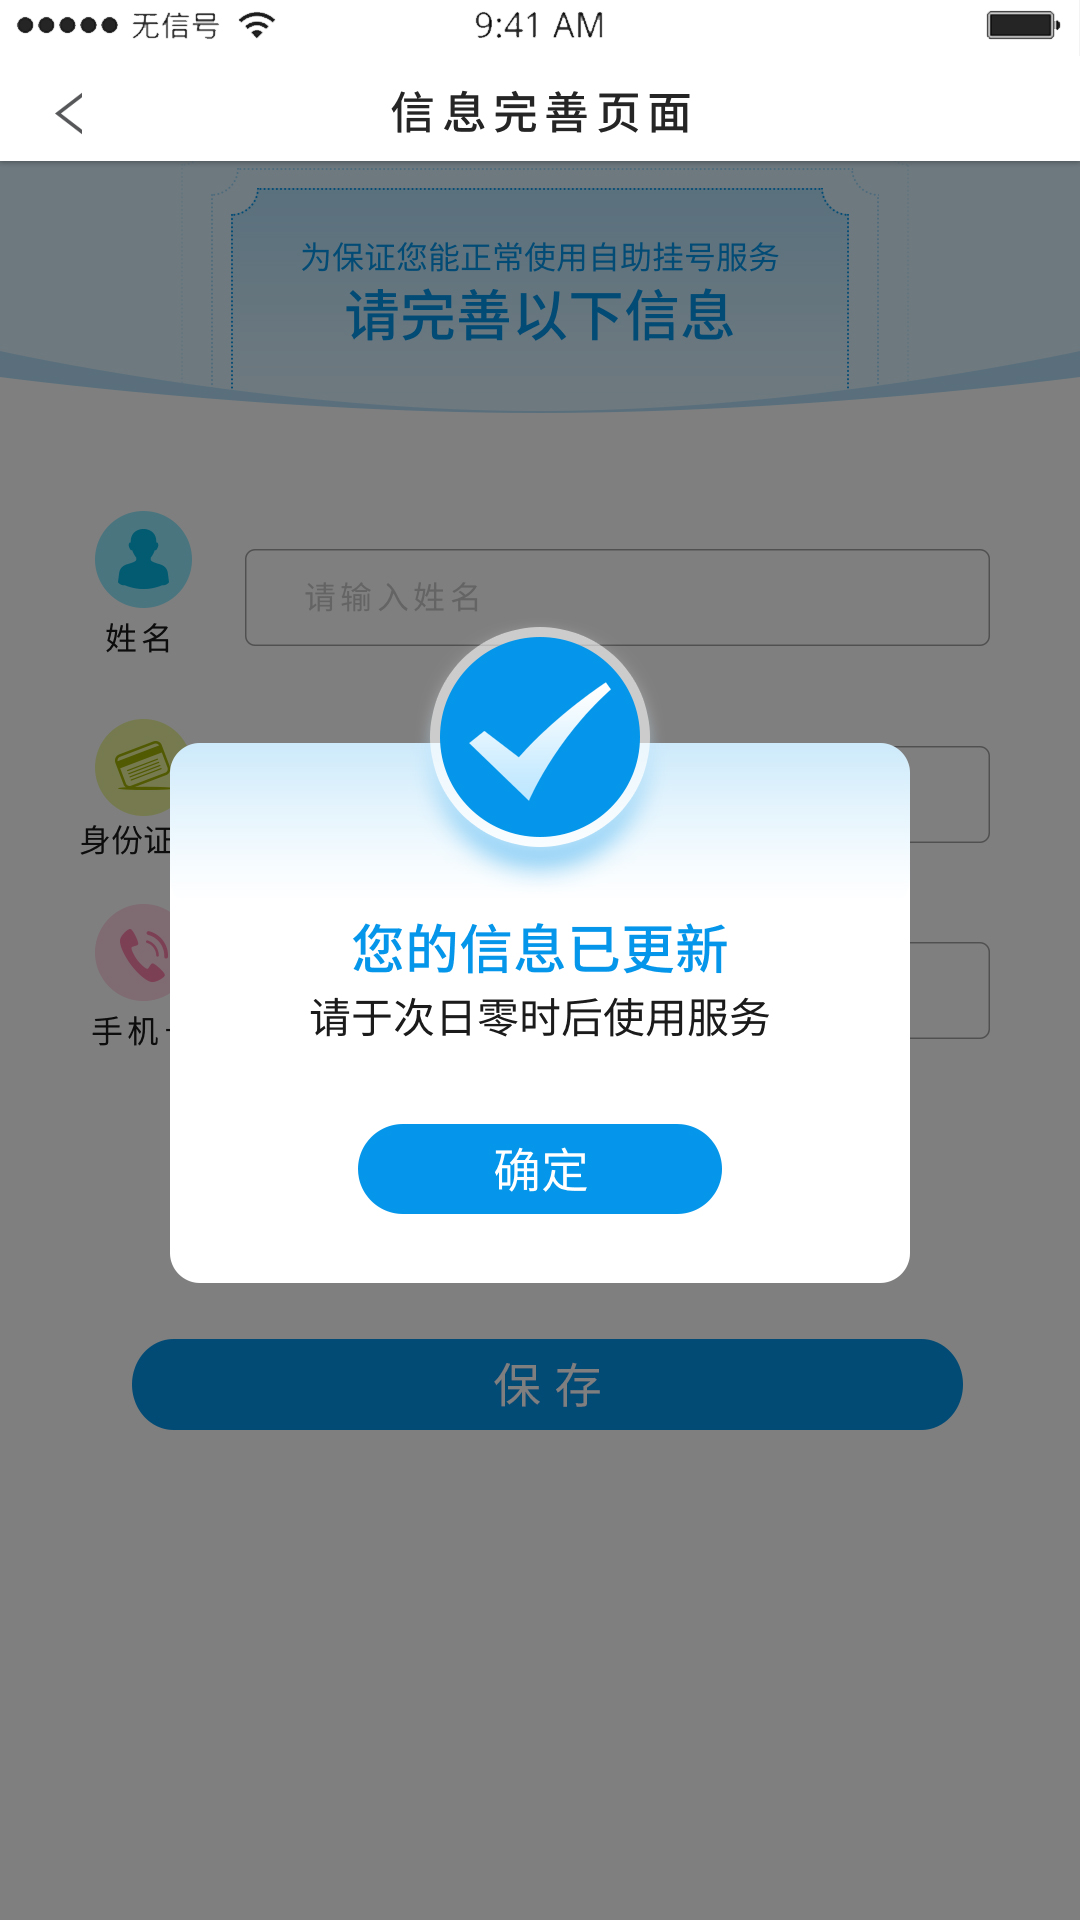 无信号 9:41 AM
信息完善页面
为保证您能正常使用自助挂号服务
请完善以下信息
请输入姓名
姓名
身份证
手机
您的信息已更新
请于次日零时后使用服务
确定
保存